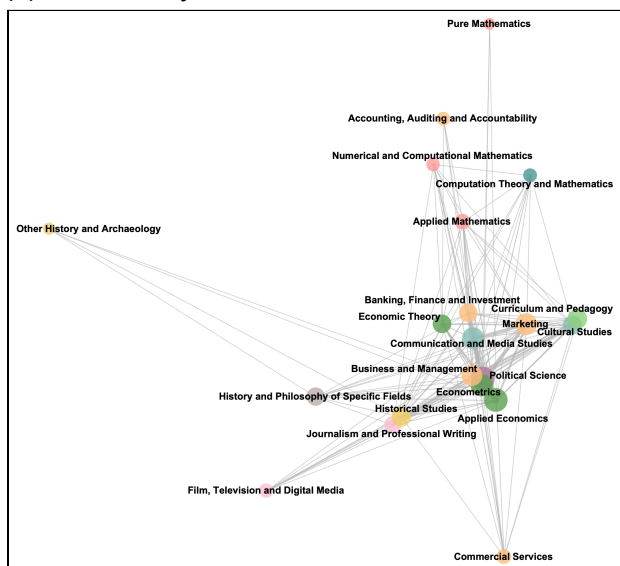 Pure Mathematics
Accounting, Auditing and Accountability
Numerical and Computational Mathematics
Computation Theory and Mathematics
Applied Mathematics
Other History and Archaeology
Banking, Finance and Investment
Curriculum and Pedagogy
Economic Theory
Marketing
Cultural Studies
Communication and Media Studies
Business and Management
Political Science
Econometrics
History and Philosophy of Specific Fields
Historical Studies
Applied Economics
Journalism and Professional Writing
Film, Television and Digital Media
Commercial Services